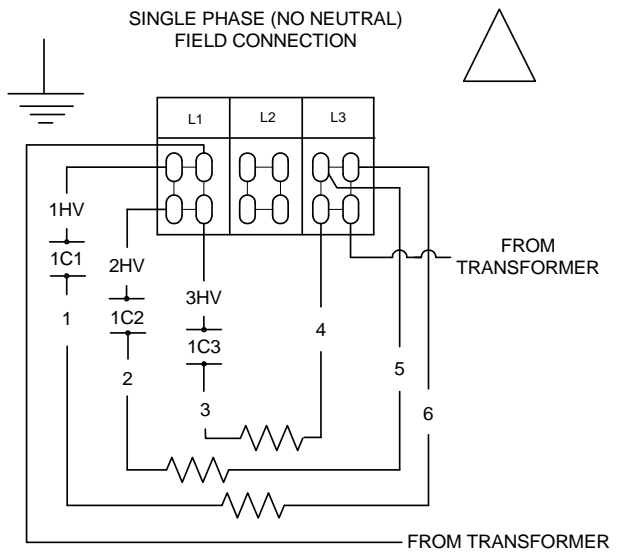 SINGLE PHASE (NO NEUTRAL)
FIELD CONNECTION
L1
L2
L3
1HV
1C1
1
2HV
1C2
2
3HV
1C3
3
4
5
6
FROM
TRANSFORMER
FROM TRANSFORMER